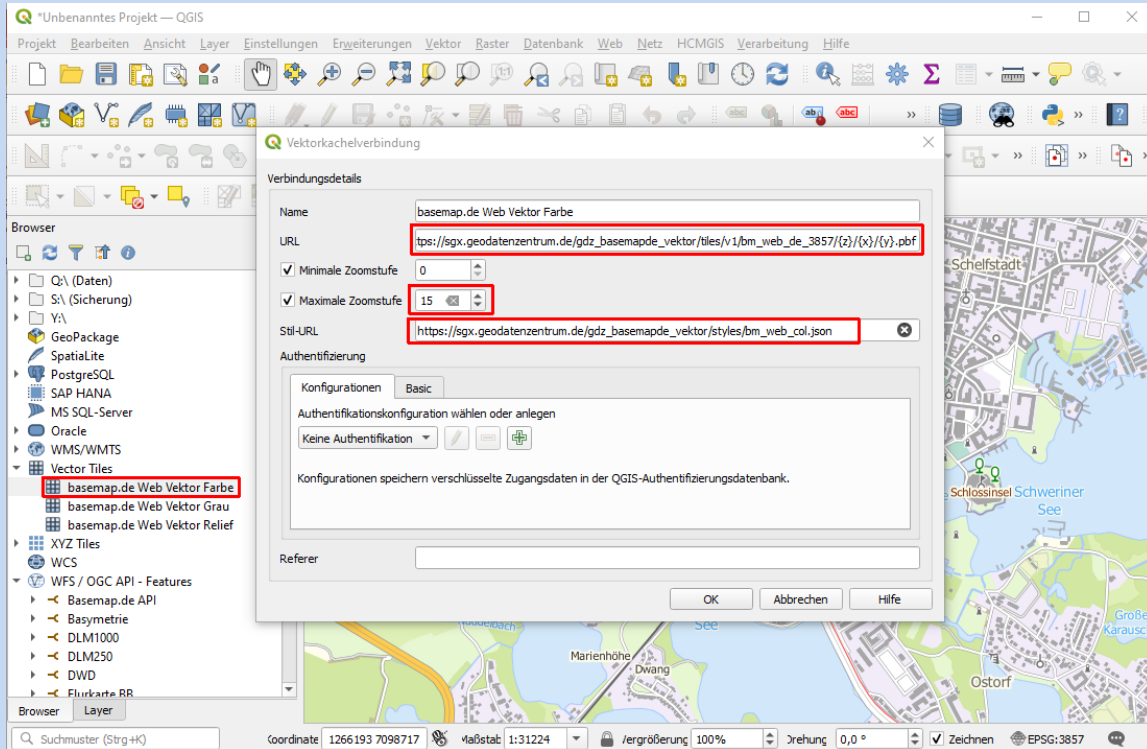 *Unbenanntes Projekt — QGIS
Projekt Bearbeiten Ansicht Layer Einstellungen Erweiterungen Vektor Raster Datenbank Web Netz HCMGIS Verarbeitung Hilfe
Vektorkachelverbindung
Verbindungsdetails
Name basemap.de Web Vektor Farbe
URL tps://sgx.geodatenzentrum.de/gdz_basemapde_vektor/tiles/v1/bm_web_de_3857/{z}/{x}/{y}.pbf
Minimale Zoomstufe 0
Maximale Zoomstufe 15
Stil-URL https://sgx.geodatenzentrum.de/gdz_basemapde_vektor/styles/bm_web_col.json
Authentifizierung
Konfigurationen Basic
Authentifikationskonfiguration wählen oder anlegen
Keine Authentifikation
Konfigurationen speichern verschlüsselte Zugangsdaten in der QGIS-Authentifizierungsdatenbank.
Referer
OK Abbrechen Hilfe
Browser
Q:\ (Daten)
S:\ (Sicherung)
Y:\
GeoPackage
SpatiaLite
PostgreSQL
SAP HANA
MS SQL-Server
Oracle
WMS/WMTS
Vector Tiles
basemap.de Web Vektor Farbe
basemap.de Web Vektor Grau
basemap.de Web Vektor Relief
XYZ Tiles
WCS
WFS / OGC API - Features
Basemap.de API
Basymetrie
DLM1000
DLM250
DWD
Flurkarte BB
Browser Layer
Schelfstadt
Schlossinsel
Schweriner
See
See
Marienhöhe
Dwang
Große
Karausc
Ostorf
Suchmuster (Strg+K) Coordinate 1266193 7098717 Maßstab 1:31224 Vergrößerung 100% Drehung 0,0 ° Zeichnen EPSG:3857